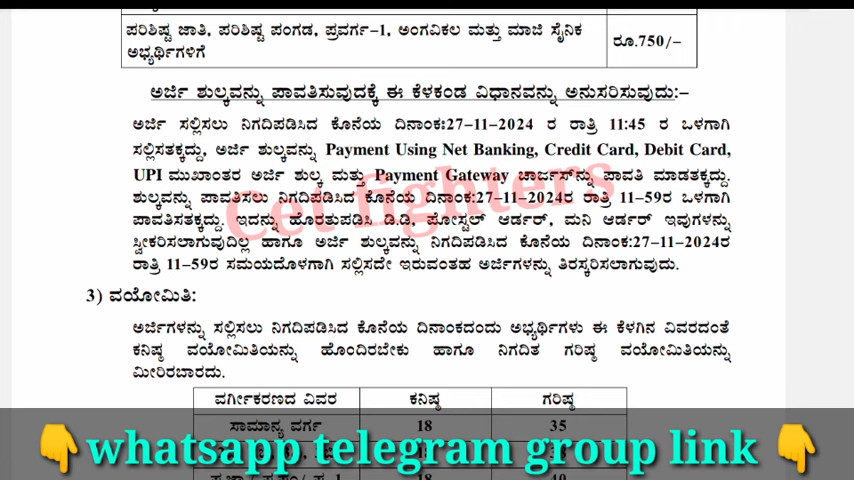 ಪರಿಶಿಷ್ಟ ಜಾತಿ, ಪರಿಶಿಷ್ಟ ಪಂಗಡ, ಪ್ರವರ್ಗ-1, ಅಂಗವಿಕಲ ಮತ್ತು ಮಾಜಿ ಸೈನಿಕ
ಅಭ್ಯರ್ಥಿಗಳಿಗೆ
ರೂ.750/-
ಅರ್ಜಿ ಶುಲ್ಕವನ್ನು ಪಾವತಿಸುವುದಕ್ಕೆ ಈ ಕೆಳಕಂಡ ವಿಧಾನವನ್ನು ಅನುಸರಿಸುವುದು:-
ಅರ್ಜಿ ಸಲ್ಲಿಸಲು ನಿಗದಿಪಡಿಸಿದ ಕೊನೆಯ ದಿನಾಂಕ:27-11-2024 ರ ರಾತ್ರಿ 11:45 ರ ಒಳಗಾಗಿ
ಸಲ್ಲಿಸತಕ್ಕದ್ದು, ಅರ್ಜಿ ಶುಲ್ಕವನ್ನು Payment Using Net Banking, Credit Card, Debit Card,
UPI ಮುಖಾಂತರ ಅರ್ಜಿ ಶುಲ್ಕ ಮತ್ತು Payment Gateway ಚಾರ್ಜಸ್‌ನ್ನು ಪಾವತಿ ಮಾಡತಕ್ಕದ್ದು.
ಶುಲ್ಕವನ್ನು ಪಾವತಿಸಲು ನಿಗದಿಪಡಿಸಿದ ಕೊನೆಯ ದಿನಾಂಕ:27-11-2024ರ ರಾತ್ರಿ 11-59ರ ಒಳಗಾಗಿ
ಪಾವತಿಸತಕ್ಕದ್ದು. ಇದನ್ನು ಹೊರತುಪಡಿಸಿ ಡಿ.ಡಿ, ಪೋಸ್ಟಲ್ ಆರ್ಡರ್, ಮನಿ ಆರ್ಡರ್ ಇವುಗಳನ್ನು
ಸ್ವೀಕರಿಸಲಾಗುವುದಿಲ್ಲ ಹಾಗೂ ಅರ್ಜಿ ಶುಲ್ಕವನ್ನು ನಿಗದಿಪಡಿಸಿದ ಕೊನೆಯ ದಿನಾಂಕ:27-11-2024ರ
ರಾತ್ರಿ 11-59ರ ಸಮಯದೊಳಗಾಗಿ ಸಲ್ಲಿಸದೇ ಇರುವಂತಹ ಅರ್ಜಿಗಳನ್ನು ತಿರಸ್ಕರಿಸಲಾಗುವುದು.
Cet fighters
3) ವಯೋಮಿತಿ:
ಅರ್ಜಿಗಳನ್ನು ಸಲ್ಲಿಸಲು ನಿಗದಿಪಡಿಸಿದ ಕೊನೆಯ ದಿನಾಂಕದಂದು ಅಭ್ಯರ್ಥಿಗಳು ಈ ಕೆಳಗಿನ ವಿವರದಂತೆ
ಕನಿಷ್ಠ ವಯೋಮಿತಿಯನ್ನು ಹೊಂದಿರಬೇಕು ಹಾಗೂ ನಿಗದಿತ ಗರಿಷ್ಠ ವಯೋಮಿತಿಯನ್ನು
ಮೀರಿರಬಾರದು.
ವರ್ಗೀಕರಣದ ವಿವರ ಕನಿಷ್ಠ ಗರಿಷ್ಠ
ಸಾಮಾನ್ಯ ವರ್ಗ 18 35
👇whatsapp telegram group link 👇